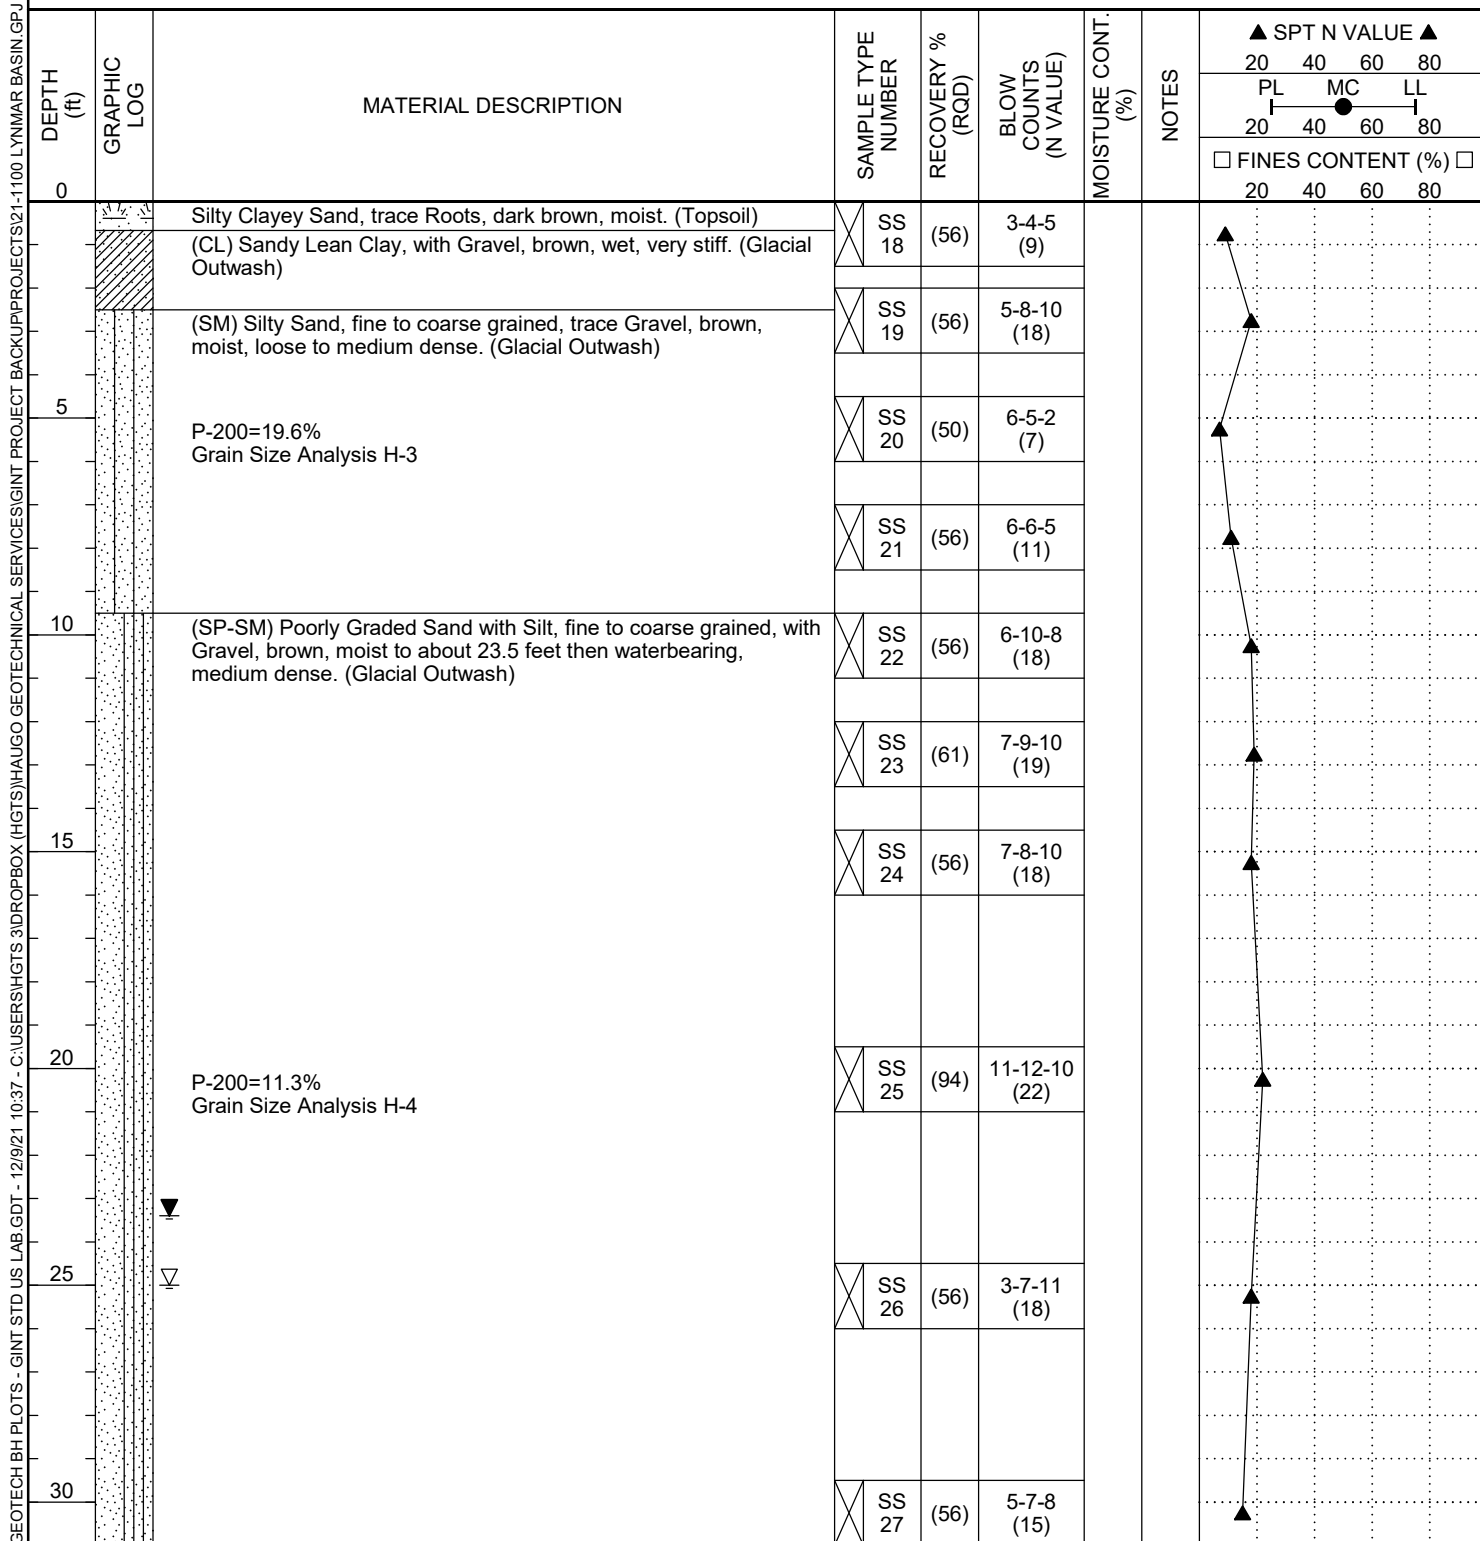 GEOTECH BH PLOTS - GINT STD US LAB.GDT - 12/9/21 10:37 - C:\USERS\HGTS 3\DROPBOX (HGTS)\HAUGO GEOTECHNICAL SERVICES\GINT PROJECT BACKUP\PROJECTS\21-1100 LYNMAR BASIN.GPJ
DEPTH
(ft)
GRAPHIC
LOG
MATERIAL DESCRIPTION
SAMPLE TYPE
NUMBER
RECOVERY %
(RQD)
BLOW
COUNTS
(N VALUE)
MOISTURE CONT.
(%)
NOTES
▲ SPT N VALUE ▲
20 40 60 80
PL MC LL
20 40 60 80
□ FINES CONTENT (%) □
20 40 60 80
0
Silty Clayey Sand, trace Roots, dark brown, moist. (Topsoil)
SS
18
(56)
3-4-5
(9)
(CL) Sandy Lean Clay, with Gravel, brown, wet, very stiff. (Glacial
Outwash)
SS
19
(56)
5-8-10
(18)
(SM) Silty Sand, fine to coarse grained, trace Gravel, brown,
moist, loose to medium dense. (Glacial Outwash)
5
P-200=19.6%
Grain Size Analysis H-3
SS
20
(50)
6-5-2
(7)
SS
21
(56)
6-6-5
(11)
10
(SP-SM) Poorly Graded Sand with Silt, fine to coarse grained, with
Gravel, brown, moist to about 23.5 feet then waterbearing,
medium dense. (Glacial Outwash)
SS
22
(56)
6-10-8
(18)
SS
23
(61)
7-9-10
(19)
15
SS
24
(56)
7-8-10
(18)
20
P-200=11.3%
Grain Size Analysis H-4
SS
25
(94)
11-12-10
(22)
25
SS
26
(56)
3-7-11
(18)
30
SS
27
(56)
5-7-8
(15)